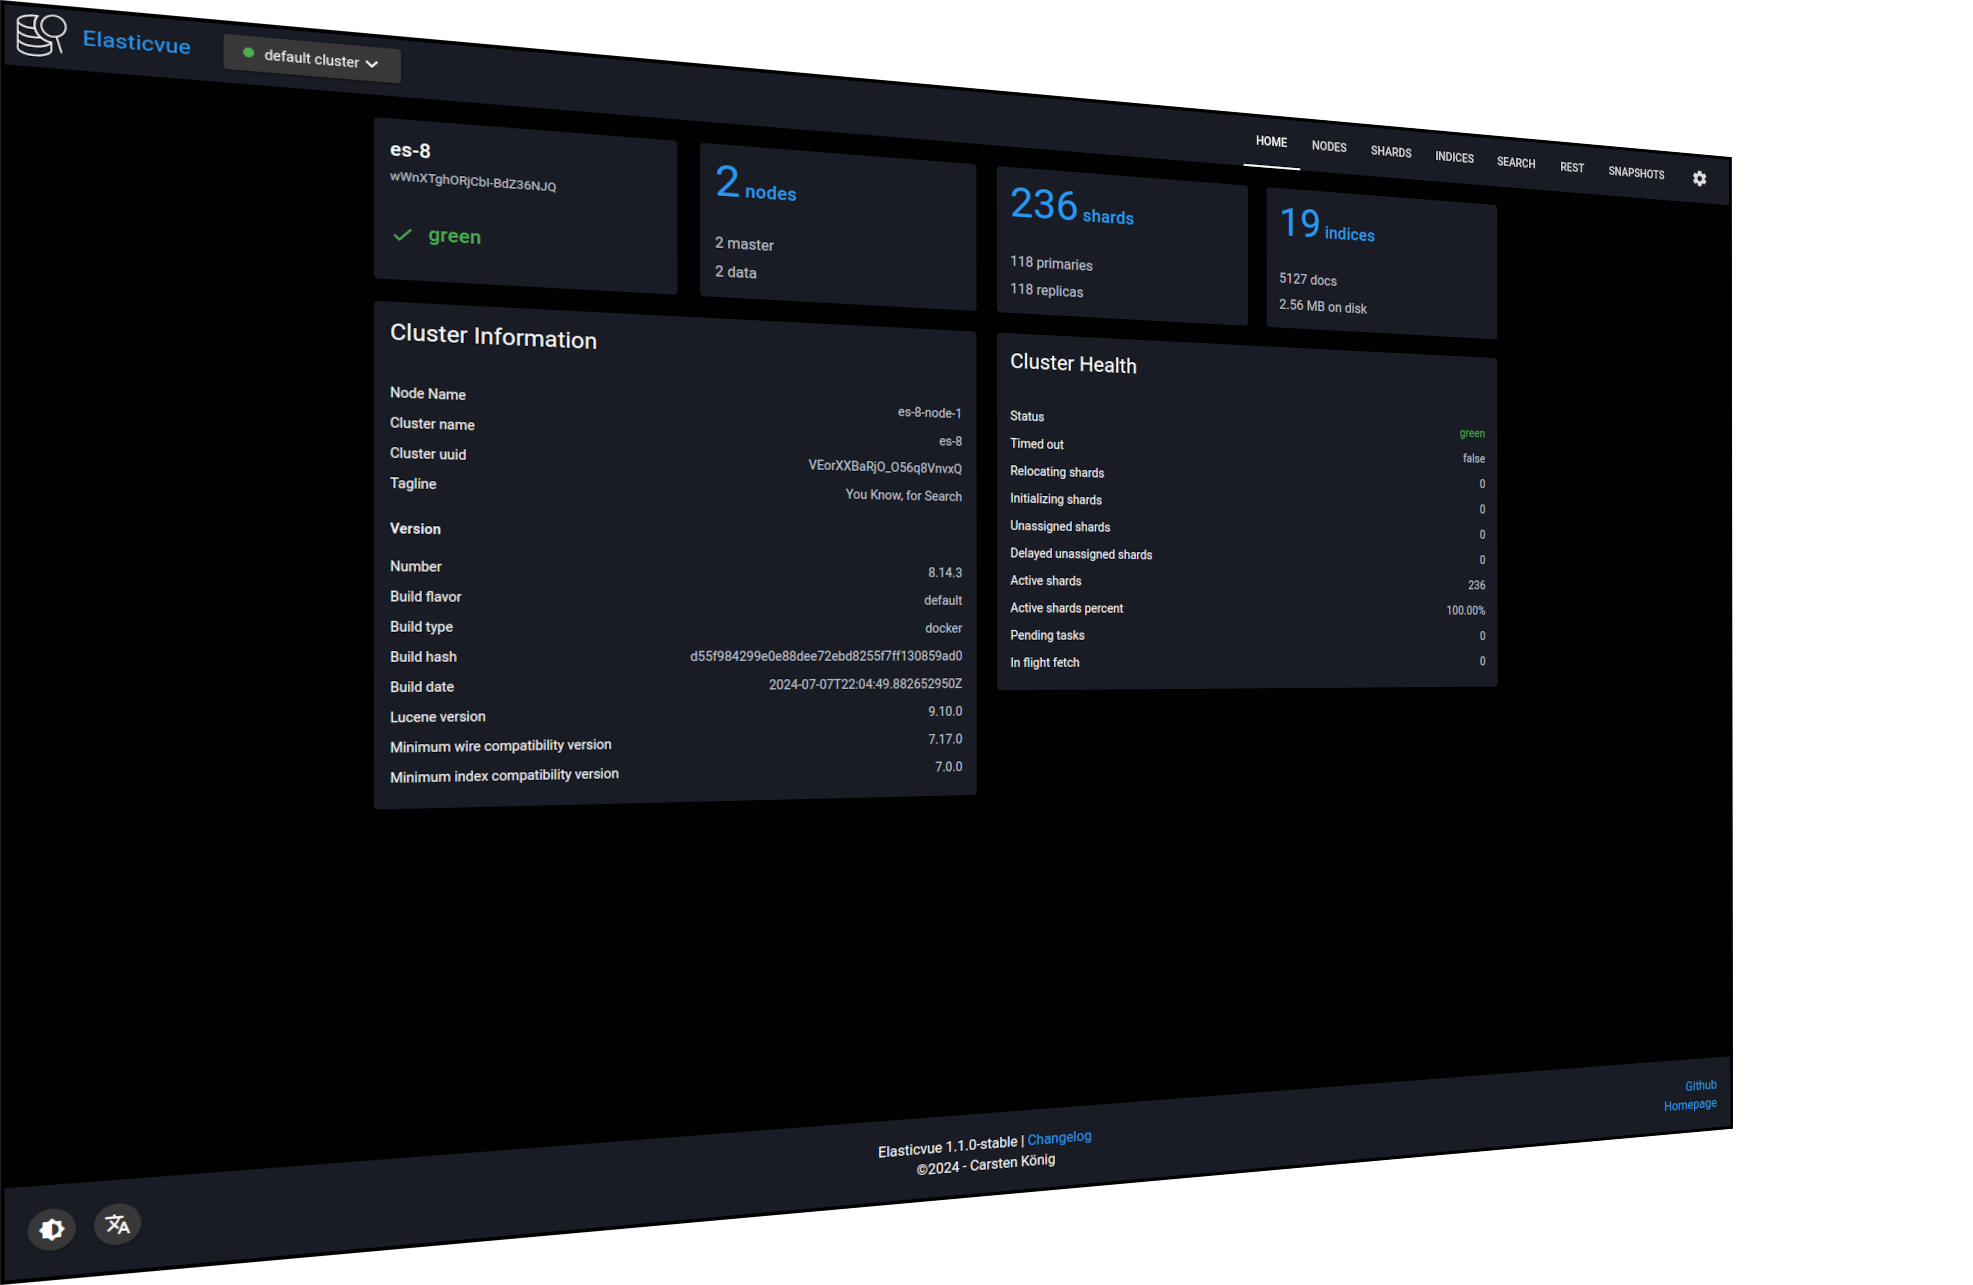 Elasticvue
default cluster
HOME NODES SHARDS INDICES SEARCH REST SNAPSHOTS
es-8
wWnXTghORjCbI-BdZ36NJQ
green
2 nodes
2 master
2 data
236 shards
118 primaries
118 replicas
19 indices
5127 docs
2.56 MB on disk
Cluster Information
Node Name es-8-node-1
Cluster name es-8
Cluster uuid VEorXXBaRjO_O56q8VnvxQ
Tagline You Know, for Search
Version
Number 8.14.3
Build flavor default
Build type docker
Build hash d55f984299e0e88dee72ebd8255f7ff130859ad0
Build date 2024-07-07T22:04:49.882652950Z
Lucene version 9.10.0
Minimum wire compatibility version 7.17.0
Minimum index compatibility version 7.0.0
Cluster Health
Status green
Timed out false
Relocating shards 0
Initializing shards 0
Unassigned shards 0
Delayed unassigned shards 0
Active shards 236
Active shards percent 100.00%
Pending tasks 0
In flight fetch 0
Elasticvue 1.1.0-stable | Changelog
©2024 - Carsten König
Github
Homepage